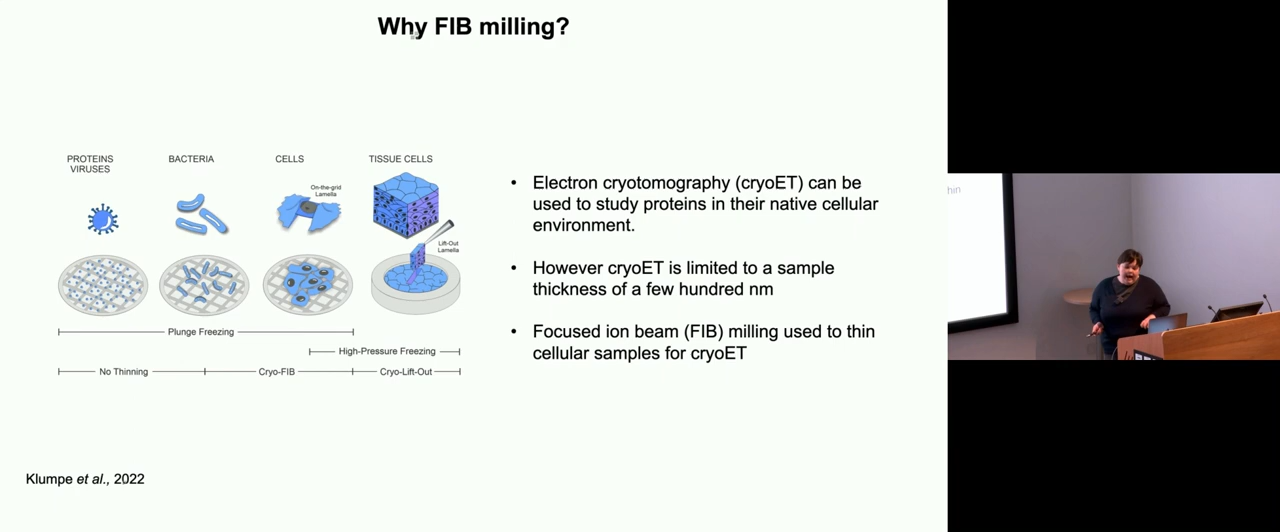 Why FIB milling?
PROTEINS
VIRUSES
BACTERIA
CELLS
TISSUE CELLS
On-the-grid
Lamella
Lift-Out
Lamella
Plunge Freezing
High-Pressure Freezing
No Thinning
Cryo-FIB
Cryo-Lift-Out
• Electron cryotomography (cryoET) can be
used to study proteins in their native cellular
environment.
• However cryoET is limited to a sample
thickness of a few hundred nm
• Focused ion beam (FIB) milling used to thin
cellular samples for cryoET
Klumpe et al., 2022